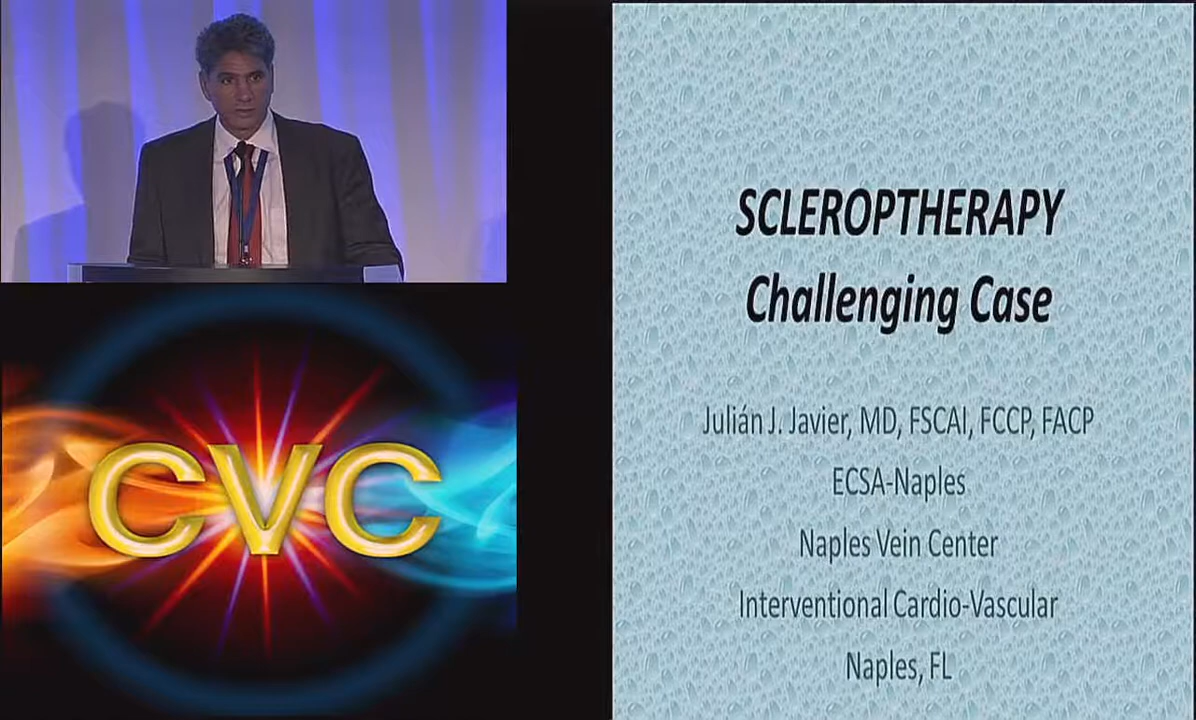 SCLEROPTHERAPY
Challenging Case
Julián J. Javier, MD, FSCAI, FCCP, FACP
ECSA-Naples
Naples Vein Center
Interventional Cardio-Vascular
Naples, FL
CVC